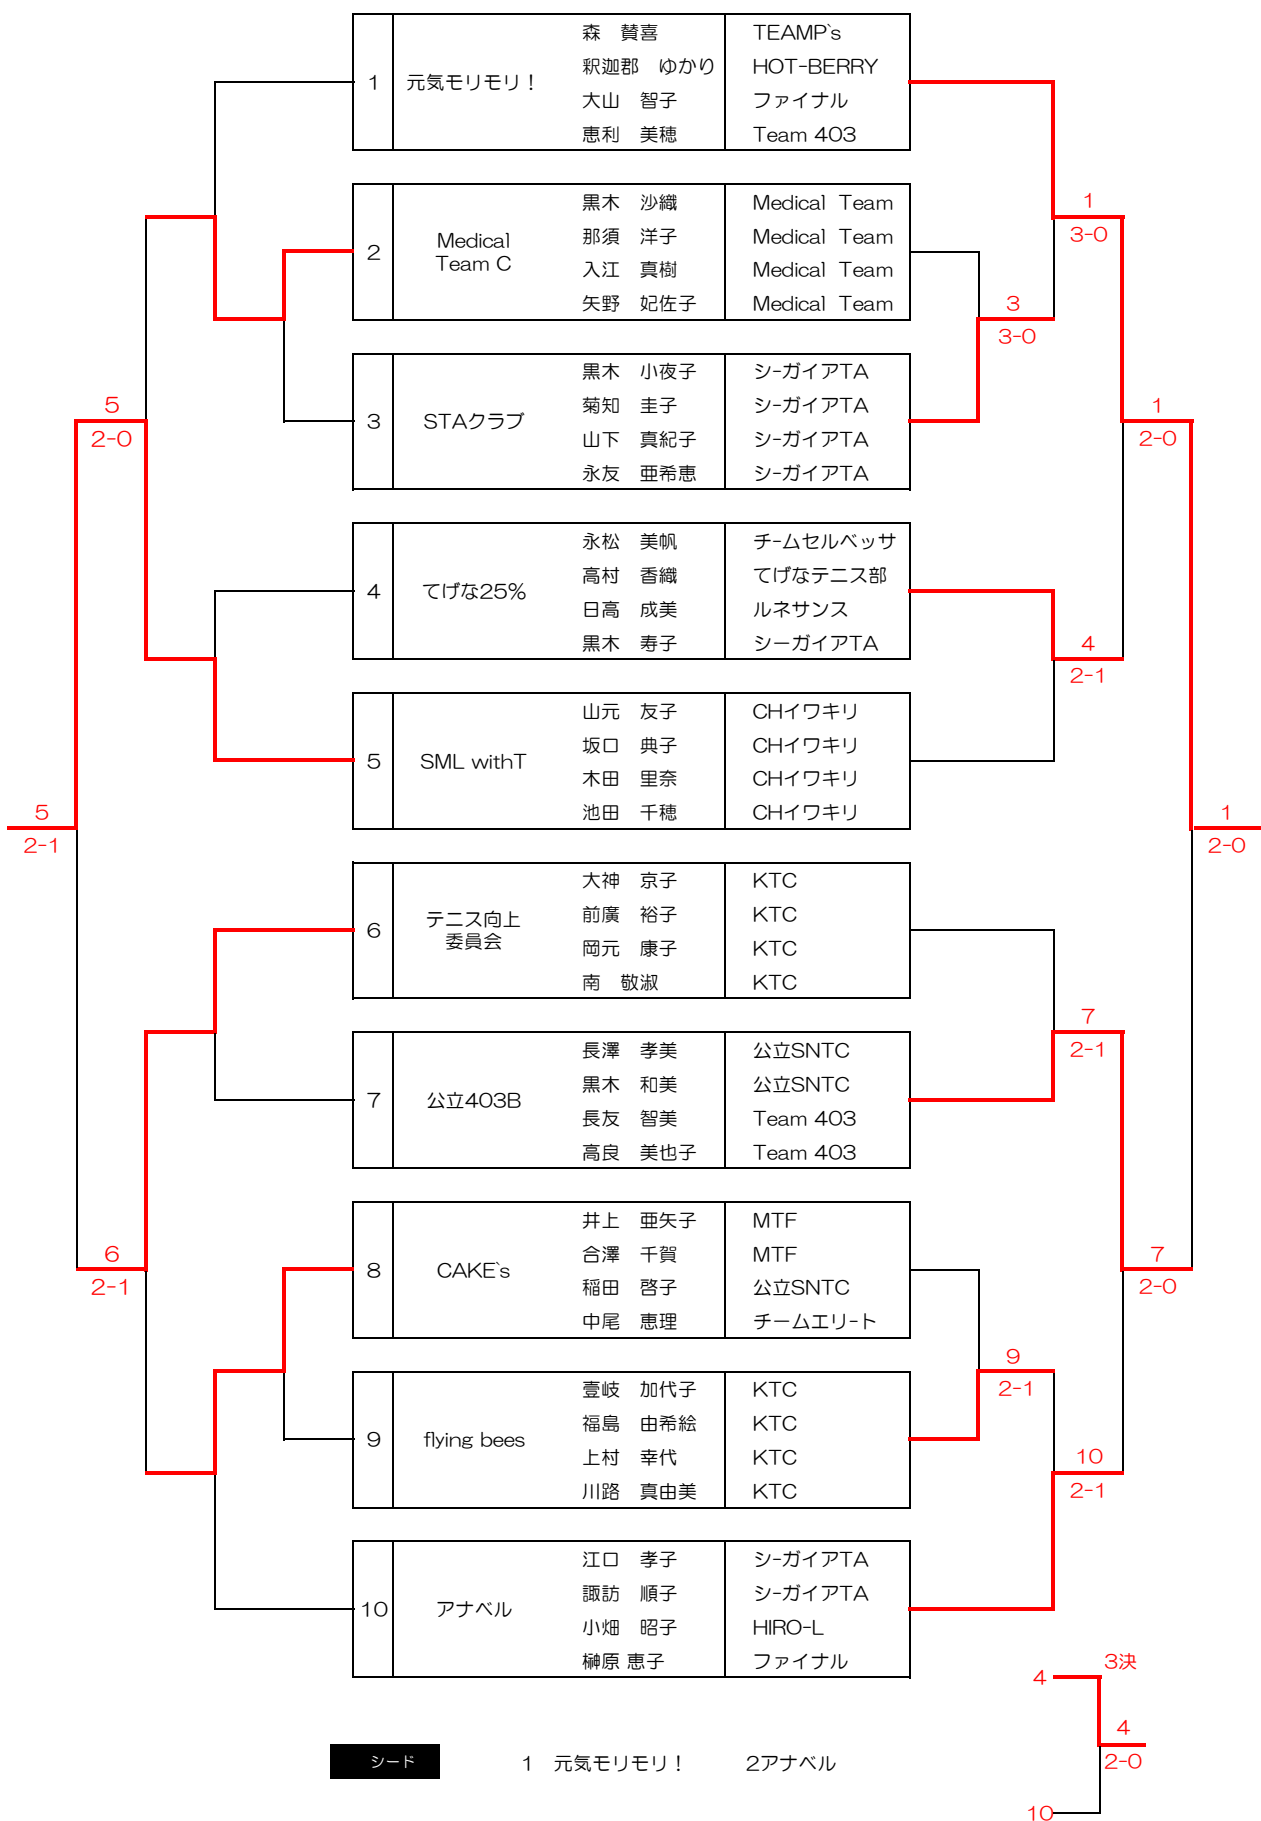 1
元気モリモリ！
森　賛喜 TEAMP`s
釈迦郡　ゆかり HOT-BERRY
大山　智子 ファイナル
恵利　美穂 Team 403
2
Medical
Team C
黒木　沙織 Medical Team
那須　洋子 Medical Team
入江　真樹 Medical Team
矢野　妃佐子 Medical Team
3
STAクラブ
黒木　小夜子 シ-ガイアTA
菊知　圭子 シ-ガイアTA
山下　真紀子 シ-ガイアTA
永友　亜希恵 シ-ガイアTA
4
てげな25%
永松　美帆 チ-ムセルベッサ
高村　香織 てげなテニス部
日高　成美 ルネサンス
黒木　寿子 シーガイアTA
5
SML withT
山元　友子 CHイワキリ
坂口　典子 CHイワキリ
木田　里奈 CHイワキリ
池田　千穂 CHイワキリ
6
テニス向上
委員会
大神　京子 KTC
前廣　裕子 KTC
岡元　康子 KTC
南　敬淑 KTC
7
公立403B
長澤　孝美 公立SNTC
黒木　和美 公立SNTC
長友　智美 Team 403
高良　美也子 Team 403
8
CAKE`s
井上　亜矢子 MTF
合澤　千賀 MTF
稲田　啓子 公立SNTC
中尾　恵理 チームエリ-ト
9
flying bees
壹岐　加代子 KTC
福島　由希絵 KTC
上村　幸代 KTC
川路　真由美 KTC
10
アナベル
江口　孝子 シ-ガイアTA
諏訪　順子 シ-ガイアTA
小畑　昭子 HIRO-L
榊原 恵子 ファイナル
5
2-0
5
2-1
6
2-1
1
3-0
3
3-0
1
2-0
4
2-1
1
2-0
7
2-1
7
2-0
9
2-1
10
2-1
3決
4
4
2-0
10
シード 1　元気モリモリ！ 2アナベル